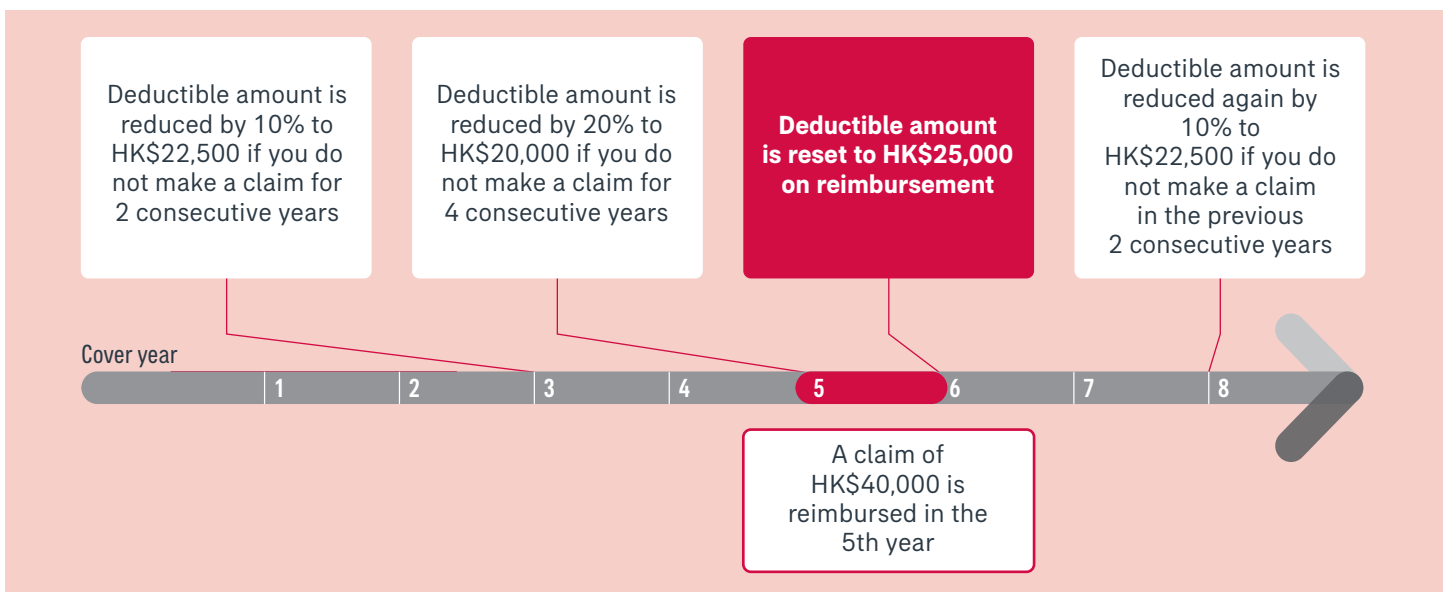 Deductible amount is
reduced by 10% to
HK$22,500 if you do
not make a claim for
2 consecutive years
Deductible amount is
reduced by 20% to
HK$20,000 if you do
not make a claim for
4 consecutive years
Deductible amount
is reset to HK$25,000
on reimbursement
Deductible amount is
reduced again by
10% to
HK$22,500 if you do
not make a claim
in the previous
2 consecutive years
Cover year
1 2 3 4 5 6 7 8
A claim of
HK$40,000 is
reimbursed in the
5th year